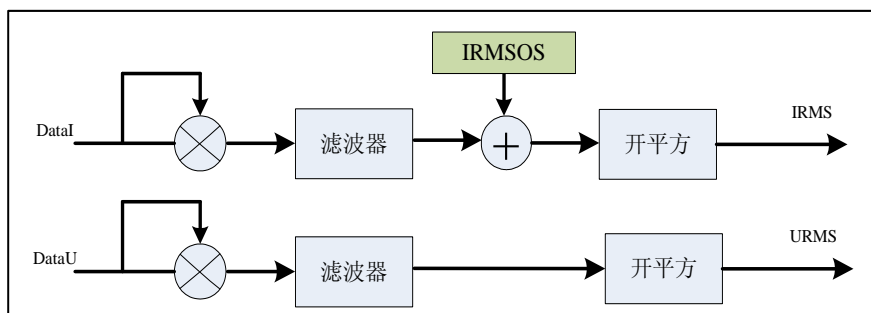 IRMSOS
DataI
滤波器
开平方
IRMS
DataU
滤波器
开平方
URMS